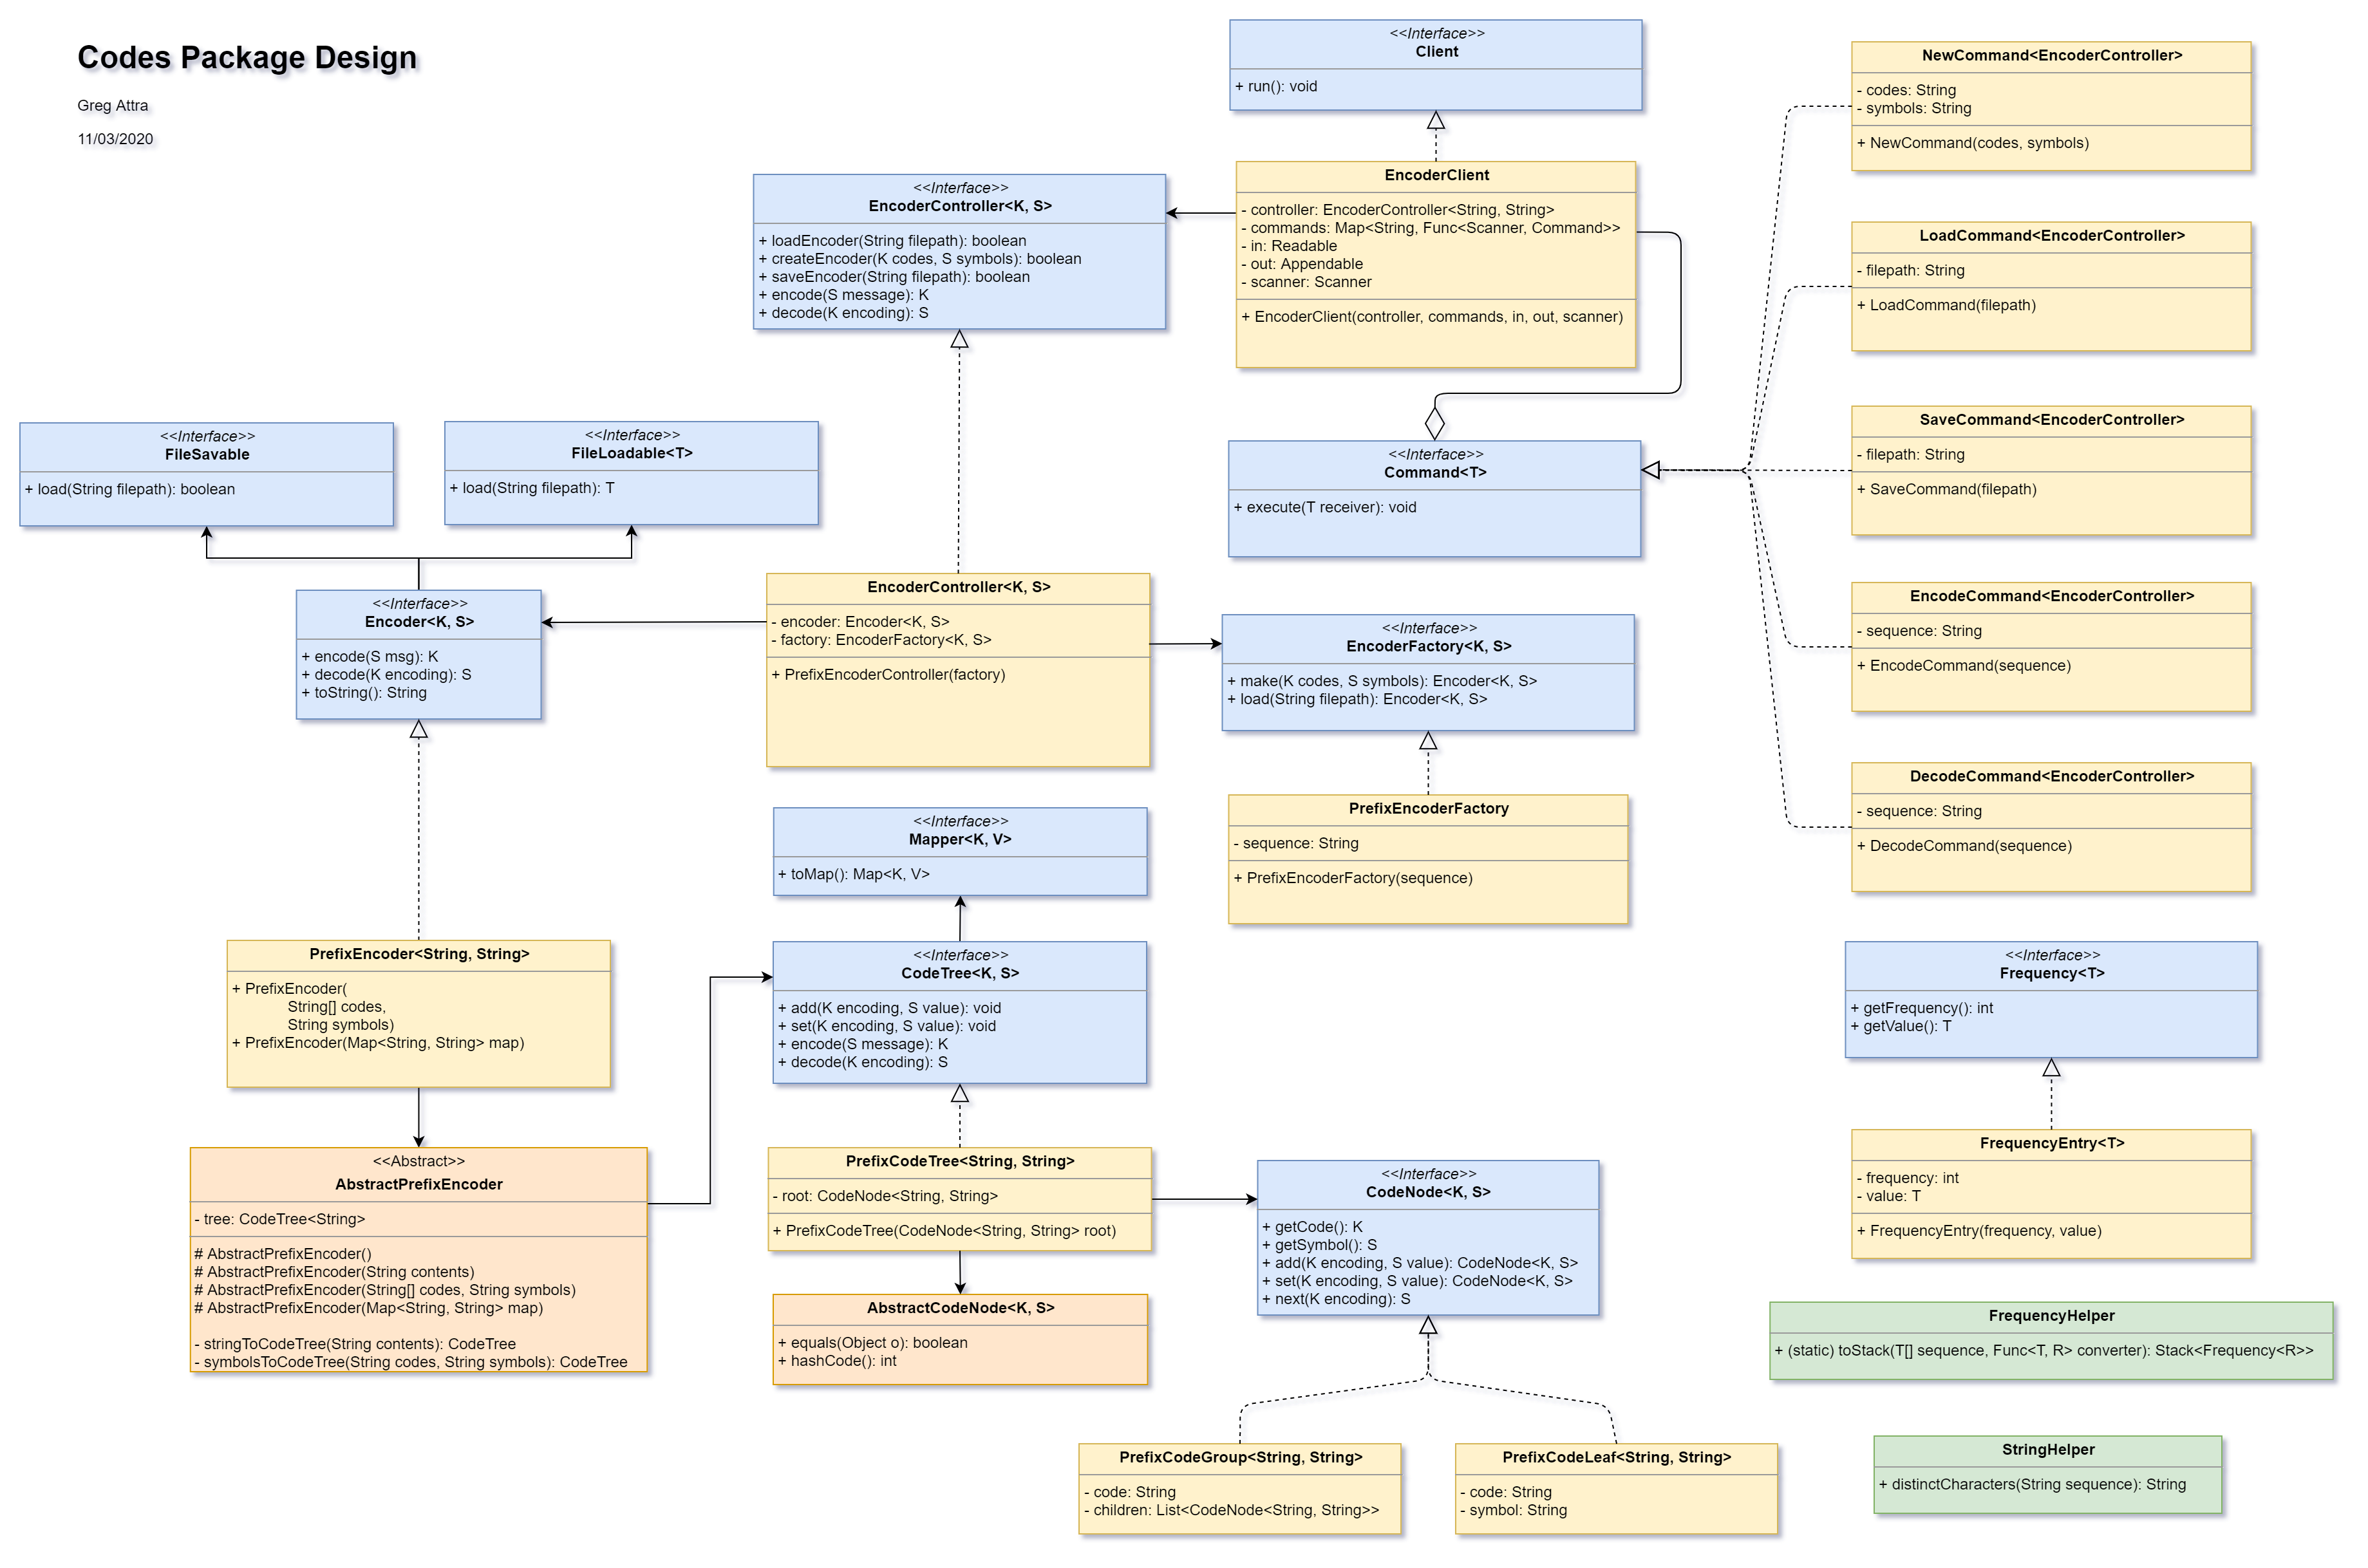 Codes Package Design
Greg Attra
11/03/2020
<<Interface>>
Client
+ run(): void
EncoderClient
- controller: EncoderController<String, String>
- commands: Map<String, Func<Scanner, Command>>
- in: Readable
- out: Appendable
- scanner: Scanner
+ EncoderClient(controller, commands, in, out, scanner)
<<Interface>>
EncoderController<K, S>
+ loadEncoder(String filepath): boolean
+ createEncoder(K codes, S symbols): boolean
+ saveEncoder(String filepath): boolean
+ encode(S message): K
+ decode(K encoding): S
NewCommand<EncoderController>
- codes: String
- symbols: String
+ NewCommand(codes, symbols)
LoadCommand<EncoderController>
- filepath: String
+ LoadCommand(filepath)
SaveCommand<EncoderController>
- filepath: String
+ SaveCommand(filepath)
EncodeCommand<EncoderController>
- sequence: String
+ EncodeCommand(sequence)
DecodeCommand<EncoderController>
- sequence: String
+ DecodeCommand(sequence)
<<Interface>>
FileSavable
+ load(String filepath): boolean
<<Interface>>
FileLoadable<T>
+ load(String filepath): T
<<Interface>>
Command<T>
+ execute(T receiver): void
<<Interface>>
Encoder<K, S>
+ encode(S msg): K
+ decode(K encoding): S
+ toString(): String
EncoderController<K, S>
- encoder: Encoder<K, S>
- factory: EncoderFactory<K, S>
+ PrefixEncoderController(factory)
<<Interface>>
EncoderFactory<K, S>
+ make(K codes, S symbols): Encoder<K, S>
+ load(String filepath): Encoder<K, S>
PrefixEncoderFactory
- sequence: String
+ PrefixEncoderFactory(sequence)
<<Interface>>
Mapper<K, V>
+ toMap(): Map<K, V>
<<Interface>>
CodeTree<K, S>
+ add(K encoding, S value): void
+ set(K encoding, S value): void
+ encode(S message): K
+ decode(K encoding): S
PrefixEncoder<String, String>
+ PrefixEncoder(
String[] codes,
String symbols)
+ PrefixEncoder(Map<String, String> map)
<<Abstract>>
AbstractPrefixEncoder
- tree: CodeTree<String>
# AbstractPrefixEncoder()
# AbstractPrefixEncoder(String contents)
# AbstractPrefixEncoder(String[] codes, String symbols)
# AbstractPrefixEncoder(Map<String, String> map)
- stringToCodeTree(String contents): CodeTree
- symbolsToCodeTree(String codes, String symbols): CodeTree
PrefixCodeTree<String, String>
- root: CodeNode<String, String>
+ PrefixCodeTree(CodeNode<String, String> root)
AbstractCodeNode<K, S>
+ equals(Object o): boolean
+ hashCode(): int
<<Interface>>
CodeNode<K, S>
+ getCode(): K
+ getSymbol(): S
+ add(K encoding, S value): CodeNode<K, S>
+ set(K encoding, S value): CodeNode<K, S>
+ next(K encoding): S
PrefixCodeGroup<String, String>
- code: String
- children: List<CodeNode<String, String>>
PrefixCodeLeaf<String, String>
- code: String
- symbol: String
<<Interface>>
Frequency<T>
+ getFrequency(): int
+ getValue(): T
FrequencyEntry<T>
- frequency: int
- value: T
+ FrequencyEntry(frequency, value)
FrequencyHelper
+ (static) toStack(T[] sequence, Func<T, R> converter): Stack<Frequency<R>>
StringHelper
+ distinctCharacters(String sequence): String